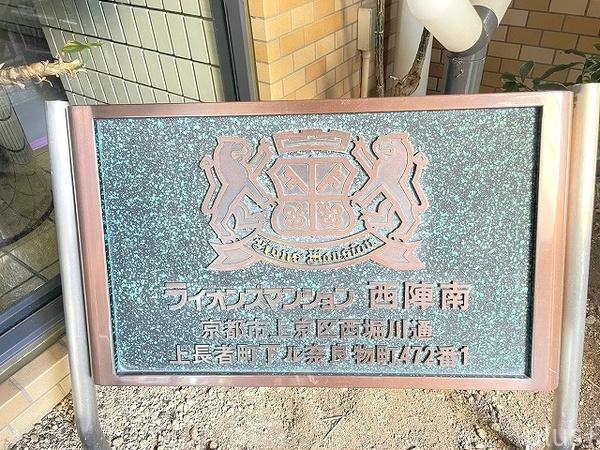 Lions Mansion
ライオンズマンション 西陣南
京都市上京区西堀川通
上長者町下ル奈良物町472番1
plus!